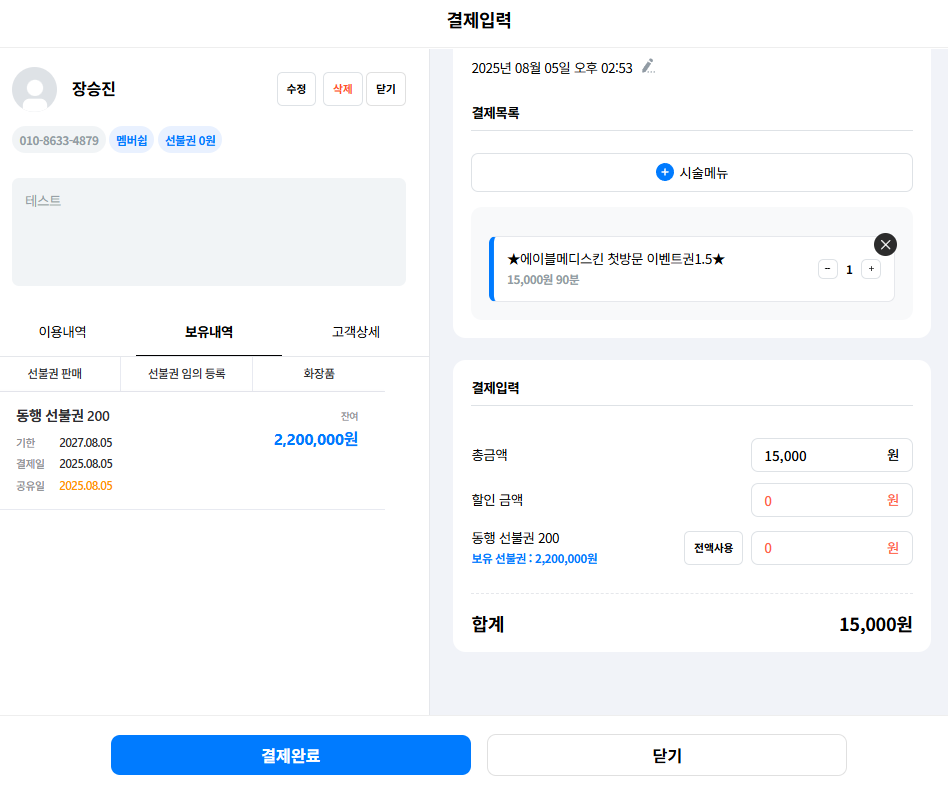 결제입력
장승진
수정
삭제
닫기
010-8633-4879
멤버쉽
선불권 0원
테스트
이용내역
보유내역
고객상세
선불권 판매
선불권 임의 등록
화장품
동행 선불권 200
잔여
2,200,000원
기한 2027.08.05
결제일 2025.08.05
공유일 2025.08.05
2025년 08월 05일 오후 02:53
결제목록
+ 시술메뉴
★에이블메디스킨 첫방문 이벤트권1.5★
15,000원 90분
- 1 +
결제입력
총금액 15,000 원
할인 금액 0 원
동행 선불권 200
보유 선불권 : 2,200,000원
전액사용
0 원
합계 15,000원
결제완료
닫기